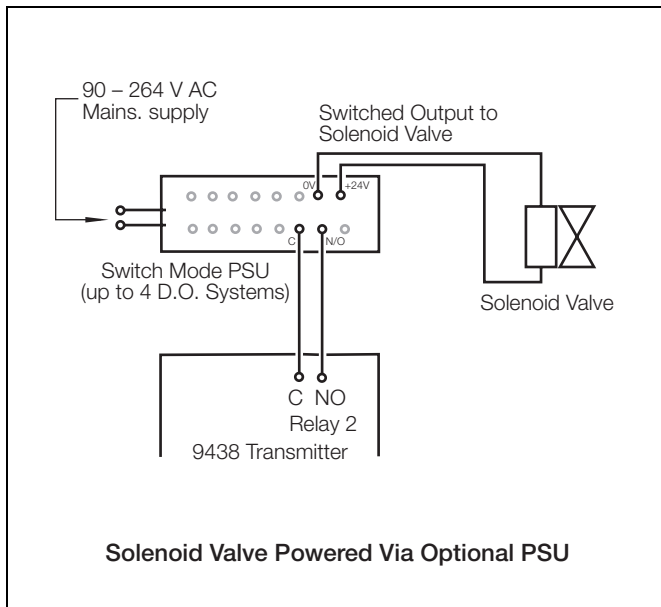 90 – 264 V AC
Mains. supply
Switched Output to
Solenoid Valve
0V
+24V
C
N/O
Switch Mode PSU
(up to 4 D.O. Systems)
Solenoid Valve
C NO
Relay 2
9438 Transmitter
Solenoid Valve Powered Via Optional PSU